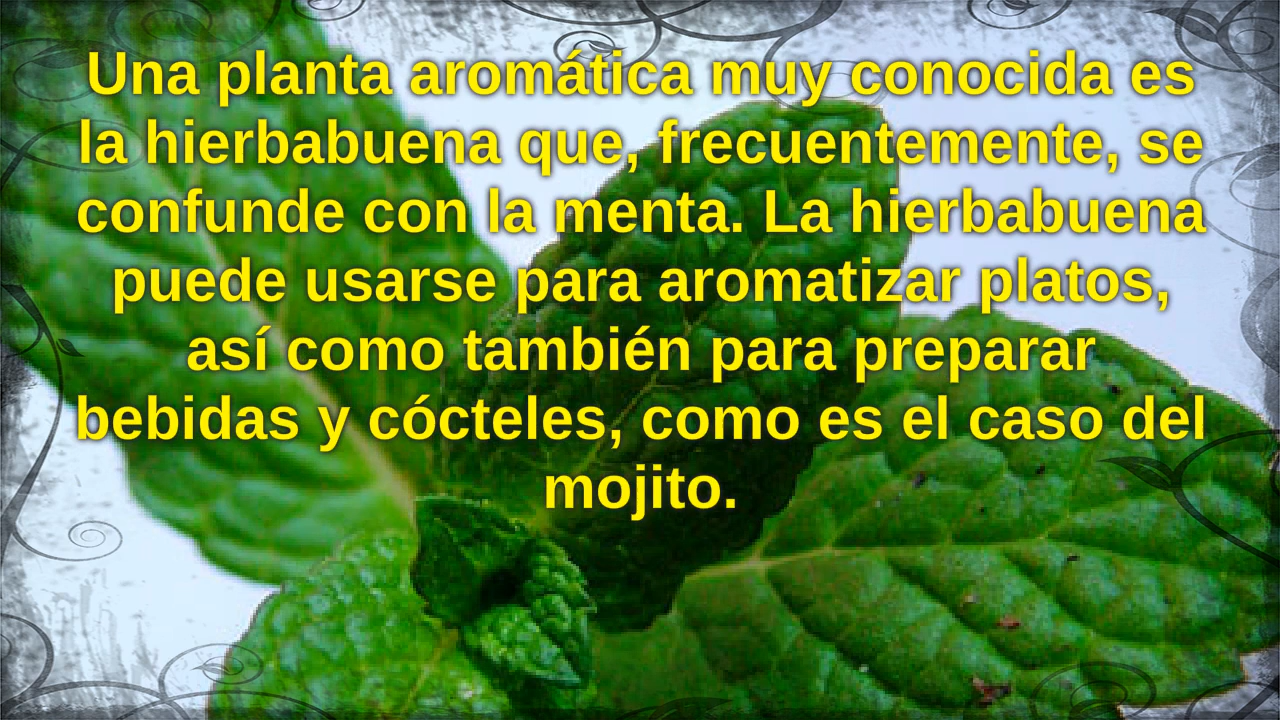 Una planta aromática muy conocida es
la hierbabuena que, frecuentemente, se
confunde con la menta. La hierbabuena
puede usarse para aromatizar platos,
así como también para preparar
bebidas y cócteles, como es el caso del
mojito.